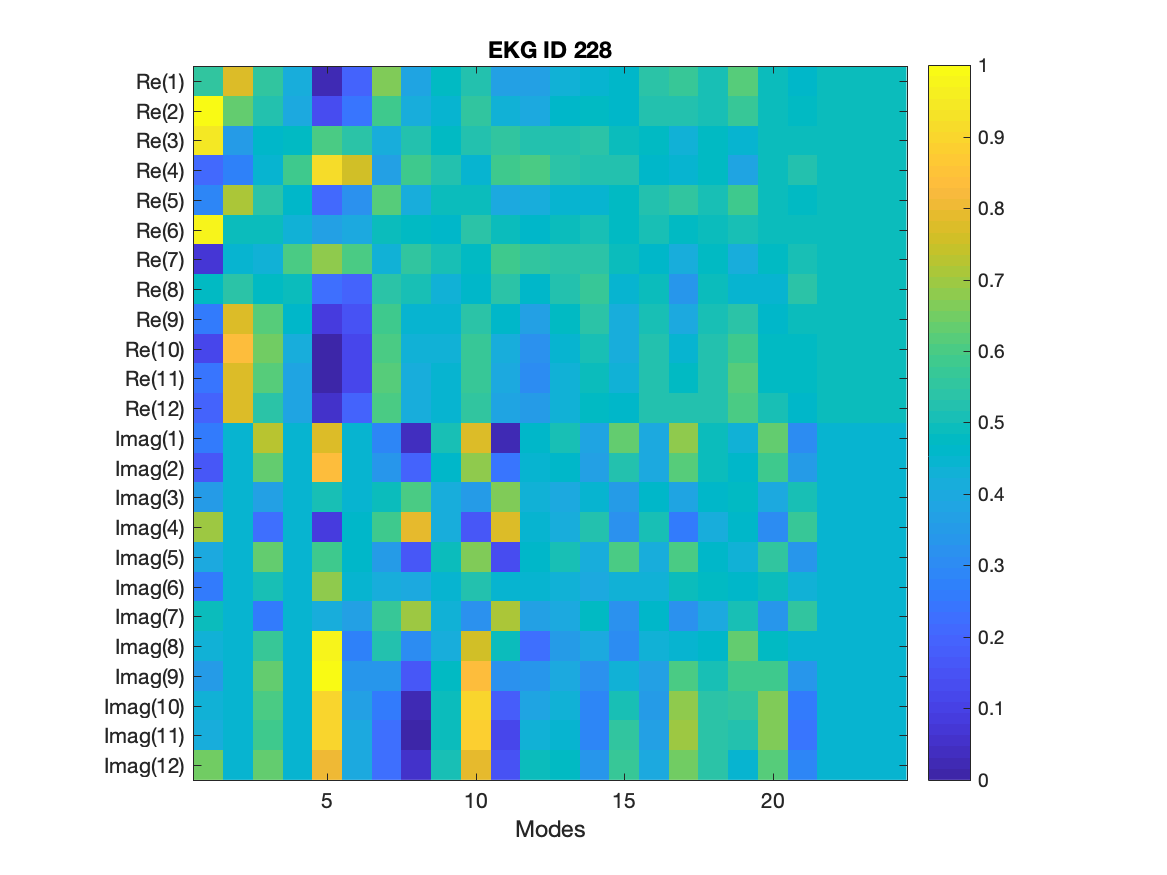 EKG ID 228
Re(1)
Re(2)
Re(3)
Re(4)
Re(5)
Re(6)
Re(7)
Re(8)
Re(9)
Re(10)
Re(11)
Re(12)
Imag(1)
Imag(2)
Imag(3)
Imag(4)
Imag(5)
Imag(6)
Imag(7)
Imag(8)
Imag(9)
Imag(10)
Imag(11)
Imag(12)
5 10 15 20
Modes
1
0.9
0.8
0.7
0.6
0.5
0.4
0.3
0.2
0.1
0